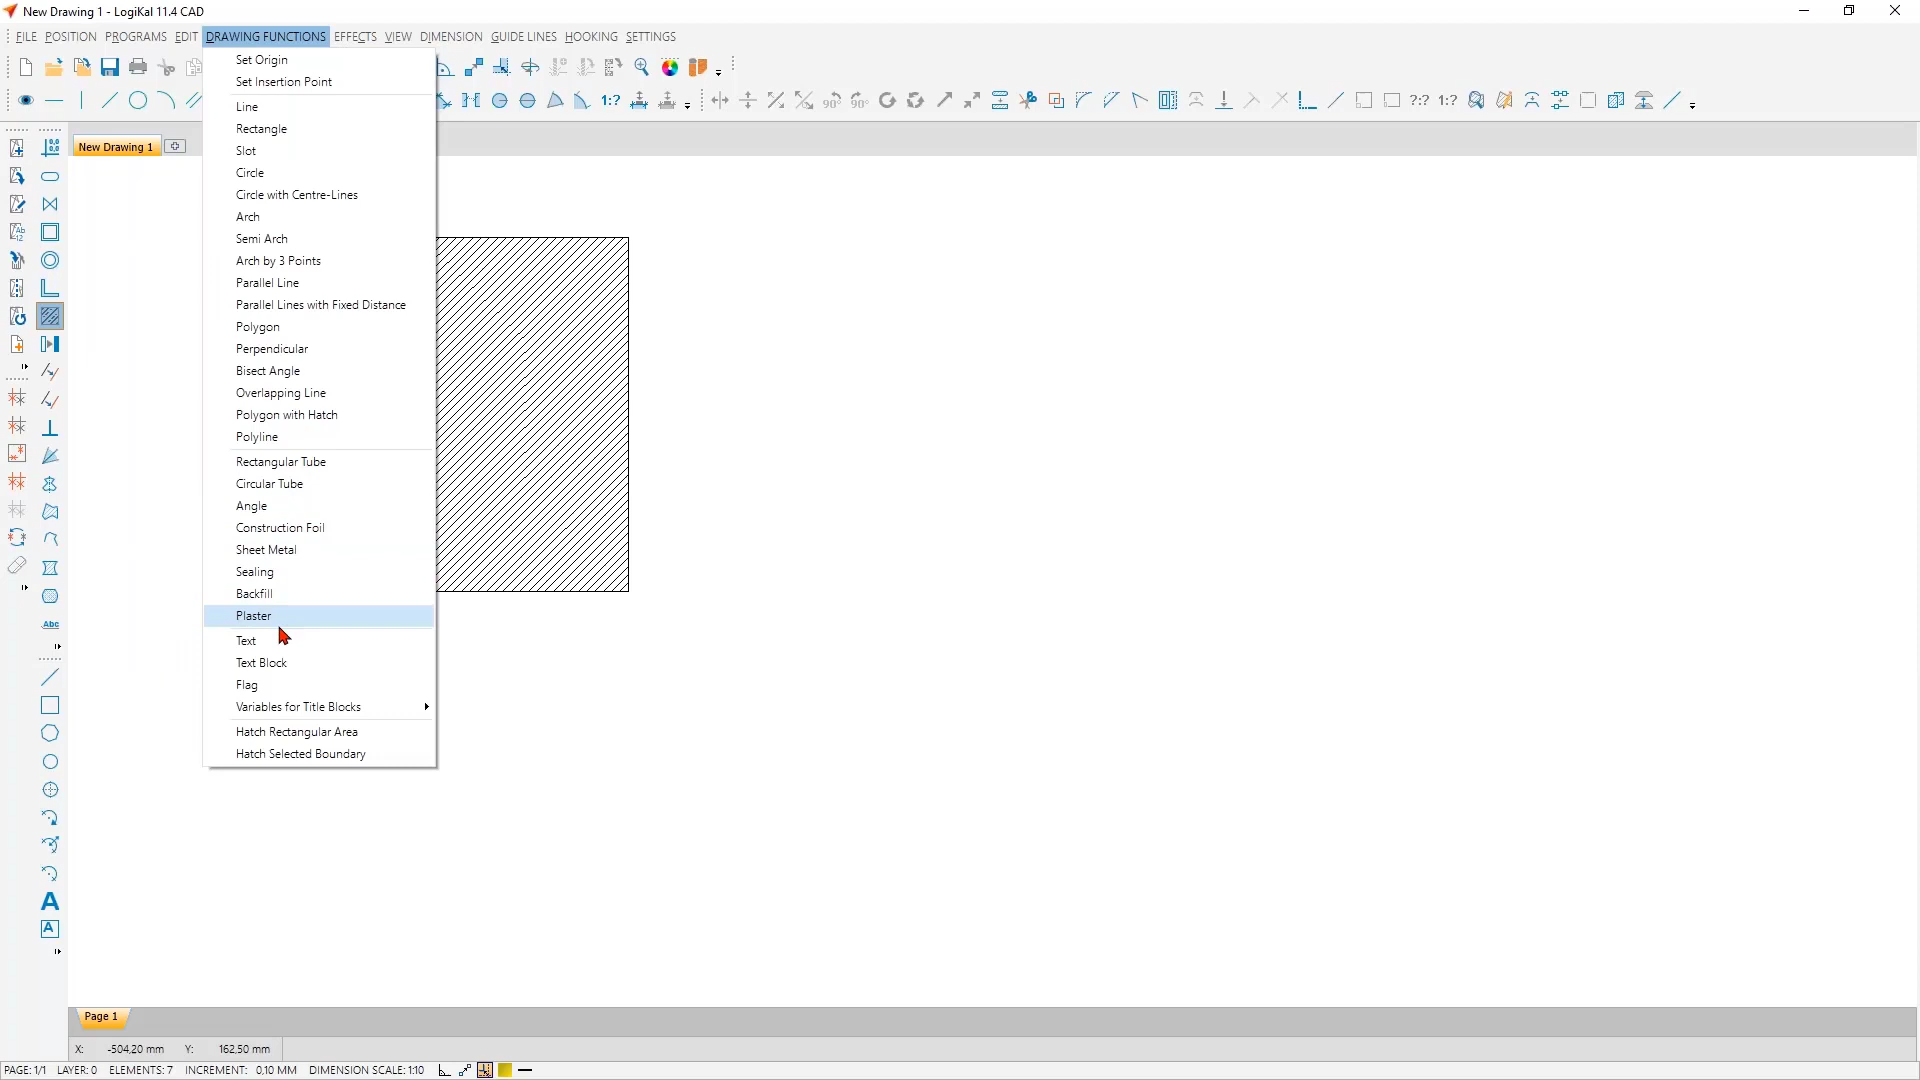 New Drawing 1 - LogiKal 11.4 CAD
FILE POSITION PROGRAMS EDIT DRAWING FUNCTIONS EFFECTS VIEW DIMENSION GUIDE LINES HOOKING SETTINGS
1:?
90°
90°
?:?
1:?
New Drawing 1
Set Origin
Set Insertion Point
Line
Rectangle
Slot
Circle
Circle with Centre-Lines
Arch
Semi Arch
Arch by 3 Points
Parallel Line
Parallel Lines with Fixed Distance
Polygon
Perpendicular
Bisect Angle
Overlapping Line
Polygon with Hatch
Polyline
Rectangular Tube
Circular Tube
Angle
Construction Foil
Sheet Metal
Sealing
Backfill
Plaster
Text
Text Block
Flag
Variables for Title Blocks
Hatch Rectangular Area
Hatch Selected Boundary
Abc
A
A
Page 1
X: -504,20 mm Y: 162,50 mm
PAGE: 1/1 LAYER: 0 ELEMENTS: 7 INCREMENT: 0,10 MM DIMENSION SCALE: 1:10